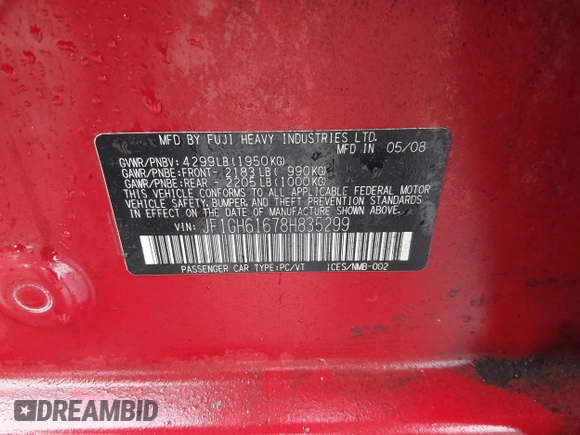 MFD BY FUJI HEAVY INDUSTRIES LTD.
MFD IN 05/08
GVWR/PNBV: 4299LB(1950KG)
GAWR/PNBE:FRONT- 2183LB( 990KG)
GAWR/PNBE:REAR - 2205LB(1000KG)
THIS VEHICLE CONFORMS TO ALL APPLICABLE FEDERAL MOTOR
VEHICLE SAFETY, BUMPER, AND THEFT PREVENTION STANDARDS
IN EFFECT ON THE DATE OF MANUFACTURE SHOWN ABOVE.
VIN: JF1GH61678H835299
PASSENGER CAR TYPE:PC/VT ICES/NMB-002
DREAMBID